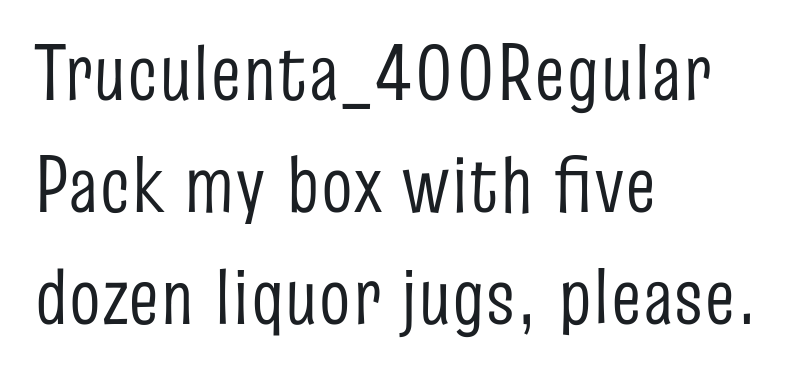 Truculenta_400Regular
Pack my box with five
dozen liquor jugs, please.